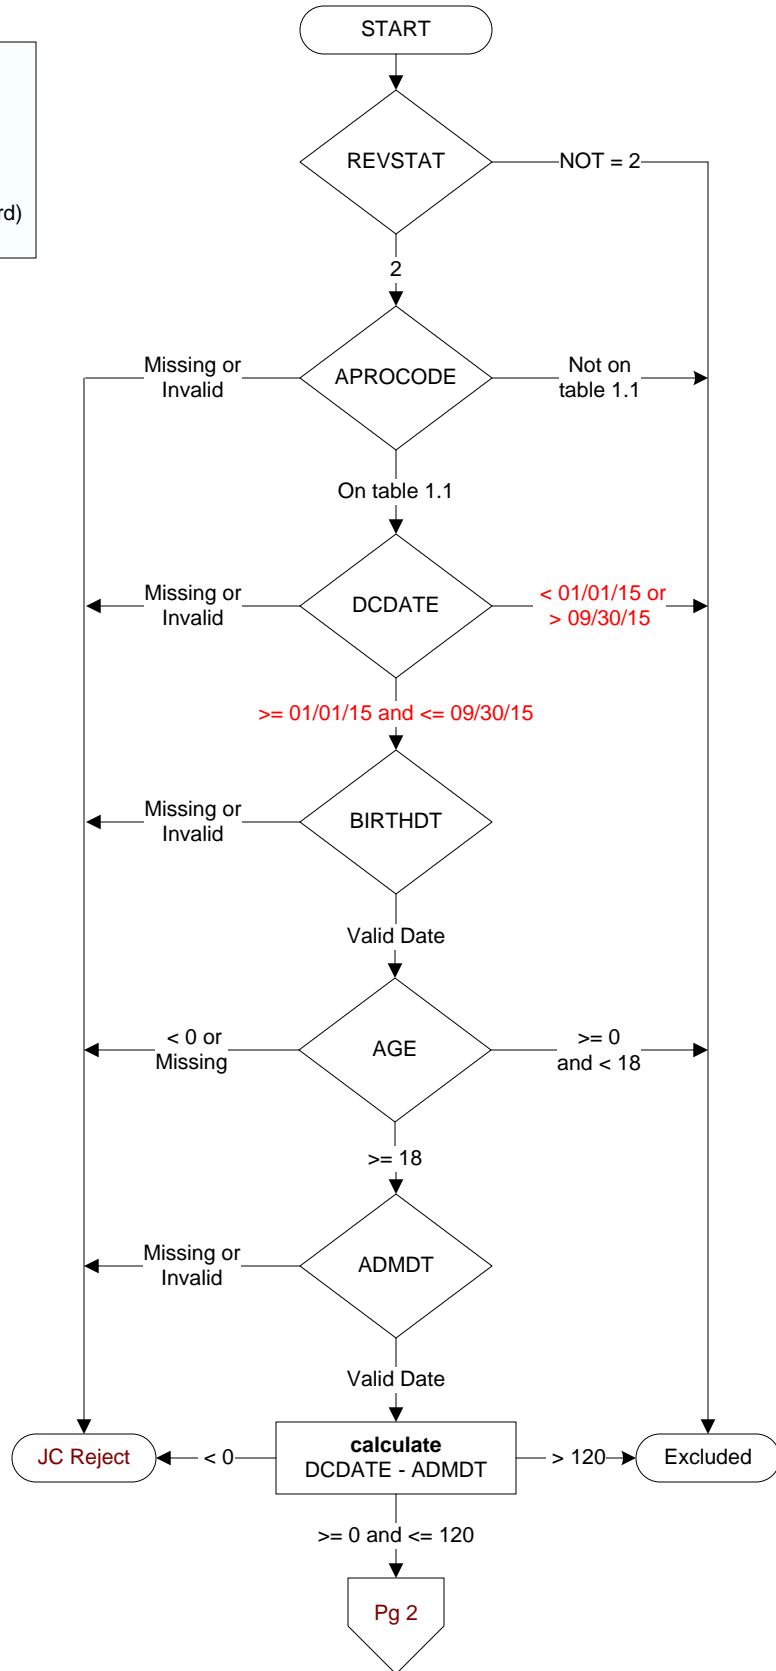 START
rd)
REVSTAT
NOT = 2
2
Missing or
Invalid
APROCODE
Not on
table 1.1
On table 1.1
Missing or
Invalid
DCDATE
< 01/01/15 or
> 09/30/15
>= 01/01/15 and <= 09/30/15
Missing or
Invalid
BIRTHDT
Valid Date
< 0 or
Missing
AGE
>= 0
and < 18
>= 18
Missing or
Invalid
ADMDT
Valid Date
JC Reject
< 0
calculate
DCDATE - ADMDT
> 120
Excluded
>= 0 and <= 120
Pg 2